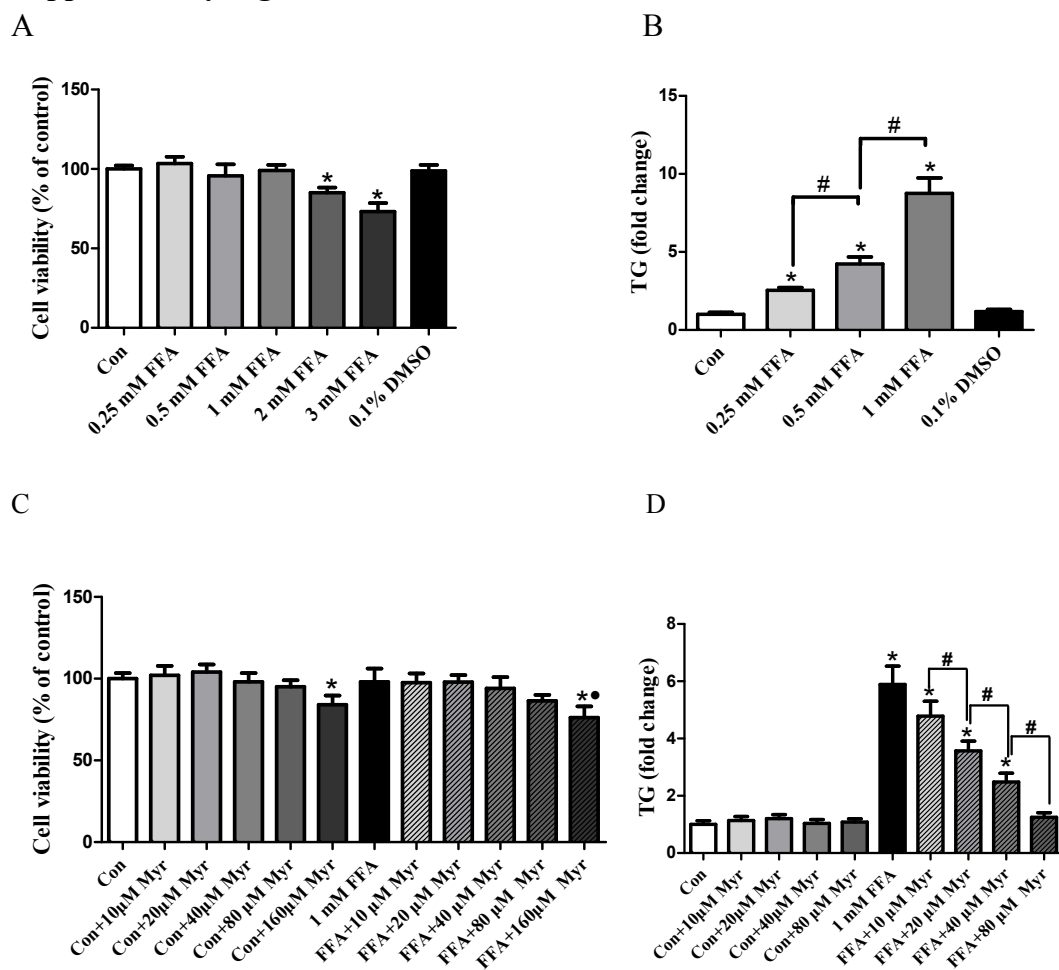 A
B
Cell viability (% of control)
150
100
50
0
*
*
Con
0.25 mM FFA
0.5 mM FFA
1 mM FFA
2 mM FFA
3 mM FFA
0.1% DMSO
TG (fold change)
15
10
5
0
#
#
*
*
*
Con
0.25 mM FFA
0.5 mM FFA
1 mM FFA
0.1% DMSO
C
D
Cell viability (% of control)
150
100
50
0
*
*●
Con
Con+10μM Myr
Con+20μM Myr
Con+40μM Myr
Con+80 μM Myr
Con+160μM Myr
1 mM FFA
FFA+10 μM Myr
FFA+20 μM Myr
FFA+40 μM Myr
FFA+80 μM Myr
FFA+160μM Myr
TG (fold change)
8
6
4
2
0
*
*
#
*
#
*
#
Con
Con+10μM Myr
Con+20μM Myr
Con+40μM Myr
Con+80 μM Myr
1 mM FFA
FFA+10 μM Myr
FFA+20 μM Myr
FFA+40 μM Myr
FFA+80 μM Myr